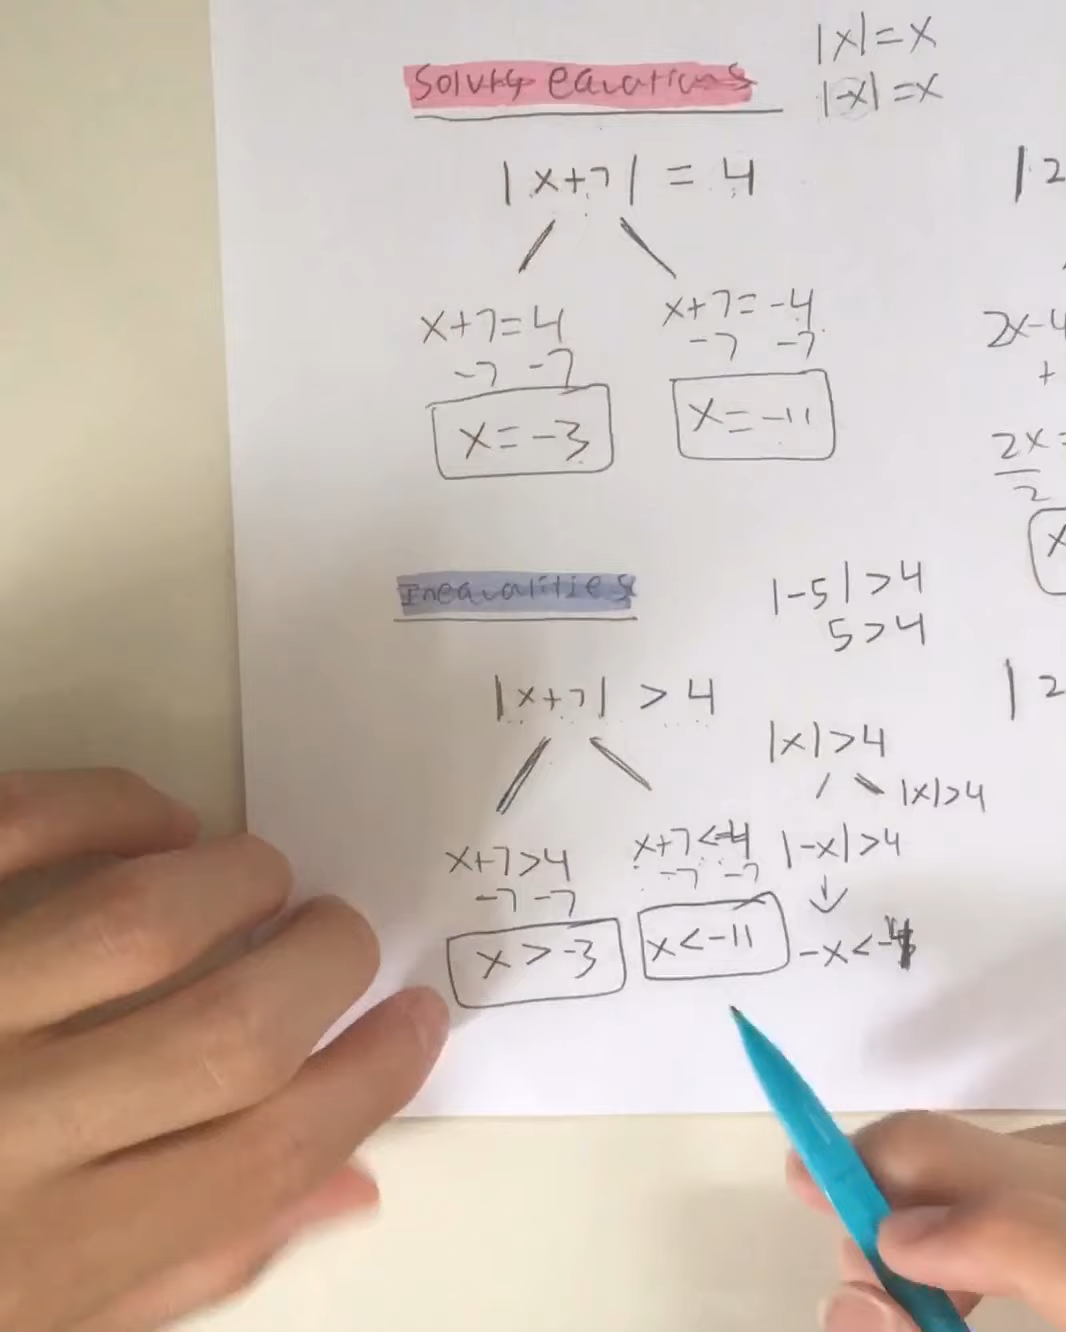 Solving equations
|x|=x
|-x|=x
|x+7| = 4
x+7=4
-7 -7
x=-3
x+7=-4
-7 -7
x=-11
|2
2x-4
+
2x=
2
x
Inequalities
|-5|>4
5>4
|x+7| > 4
x+7>4
-7 -7
x>-3
x+7<-4
-7 -7
x<-11
|x|>4
|x|>4
|-x|>4
↓
-x<-4
|2